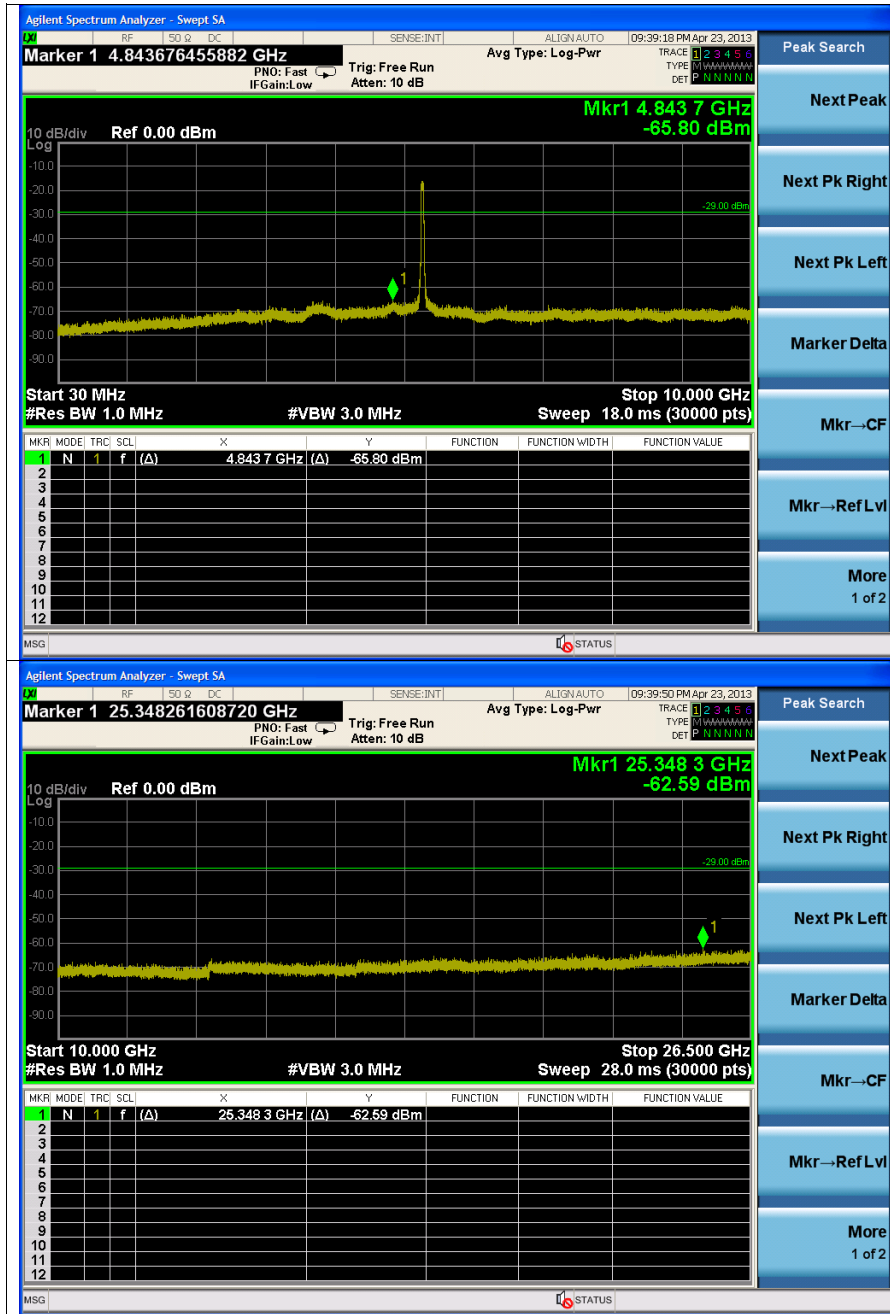 Agilent Spectrum Analyzer - Swept SA
LXI RF 50 Ω DC SENSE:INT ALIGN AUTO 09:39:18 PM Apr 23, 2013
Marker 1 4.843676455882 GHz
PNO: Fast
IFGain:Low
Trig: Free Run
Atten: 10 dB
Avg Type: Log-Pwr
TRACE 1 2 3 4 5 6
TYPE M W W W W W
DET P N N N N N
Mkr1 4.843 7 GHz
-65.80 dBm
10 dB/div Ref 0.00 dBm
Log
-10.0
-20.0
-29.00 dBm
-30.0
-40.0
-50.0
1
-60.0
-70.0
-80.0
-90.0
Start 30 MHz Stop 10.000 GHz
#Res BW 1.0 MHz #VBW 3.0 MHz Sweep 18.0 ms (30000 pts)
MKR MODE TRC SCL X Y FUNCTION FUNCTION WIDTH FUNCTION VALUE
1 N 1 f (Δ) 4.843 7 GHz (Δ) -65.80 dBm
2
3
4
5
6
7
8
9
10
11
12
MSG STATUS
Peak Search
Next Peak
Next Pk Right
Next Pk Left
Marker Delta
Mkr→CF
Mkr→Ref Lvl
More
1 of 2
Agilent Spectrum Analyzer - Swept SA
LXI RF 50 Ω DC SENSE:INT ALIGN AUTO 09:39:50 PM Apr 23, 2013
Marker 1 25.348261608720 GHz
PNO: Fast
IFGain:Low
Trig: Free Run
Atten: 10 dB
Avg Type: Log-Pwr
TRACE 1 2 3 4 5 6
TYPE M W W W W W
DET P N N N N N
Mkr1 25.348 3 GHz
-62.59 dBm
10 dB/div Ref 0.00 dBm
Log
-10.0
-20.0
-29.00 dBm
-30.0
-40.0
-50.0
1
-60.0
-70.0
-80.0
-90.0
Start 10.000 GHz Stop 26.500 GHz
#Res BW 1.0 MHz #VBW 3.0 MHz Sweep 28.0 ms (30000 pts)
MKR MODE TRC SCL X Y FUNCTION FUNCTION WIDTH FUNCTION VALUE
1 N 1 f (Δ) 25.348 3 GHz (Δ) -62.59 dBm
2
3
4
5
6
7
8
9
10
11
12
MSG STATUS
Peak Search
Next Peak
Next Pk Right
Next Pk Left
Marker Delta
Mkr→CF
Mkr→Ref Lvl
More
1 of 2